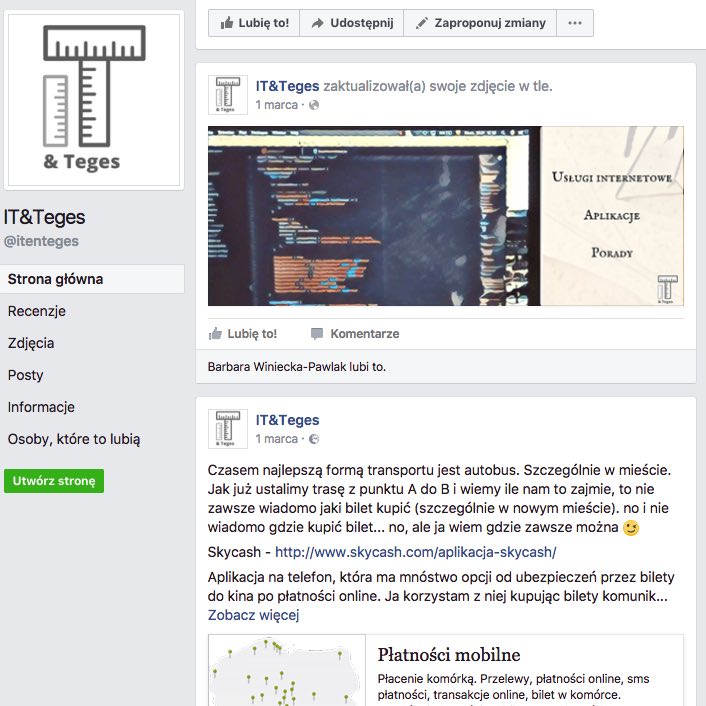 Lubię to!
Udostępnij
Zaproponuj zmiany
& Teges
IT&Teges
@itenteges
Strona główna
Recenzje
Zdjęcia
Posty
Informacje
Osoby, które to lubią
Utwórz stronę
IT&Teges zaktualizował(a) swoje zdjęcie w tle.
1 marca ·
& Teges
Usługi internetowe
Aplikacje
Porady
& Teges
Lubię to!
Komentarze
Barbara Winiecka-Pawlak lubi to.
IT&Teges
1 marca ·
& Teges
Czasem najlepszą formą transportu jest autobus. Szczególnie w mieście.
Jak już ustalimy trasę z punktu A do B i wiemy ile nam to zajmie, to nie
zawsze wiadomo jaki bilet kupić (szczególnie w nowym mieście). no i nie
wiadomo gdzie kupić bilet... no, ale ja wiem gdzie zawsze można 😉
Skycash - http://www.skycash.com/aplikacja-skycash/
Aplikacja na telefon, która ma mnóstwo opcji od ubezpieczeń przez bilety
do kina po płatności online. Ja korzystam z niej kupując bilety komunik...
Zobacz więcej
Płatności mobilne
Płacenie komórką. Przelewy, płatności online, sms
płatności, transakcje online, bilet w komórce.